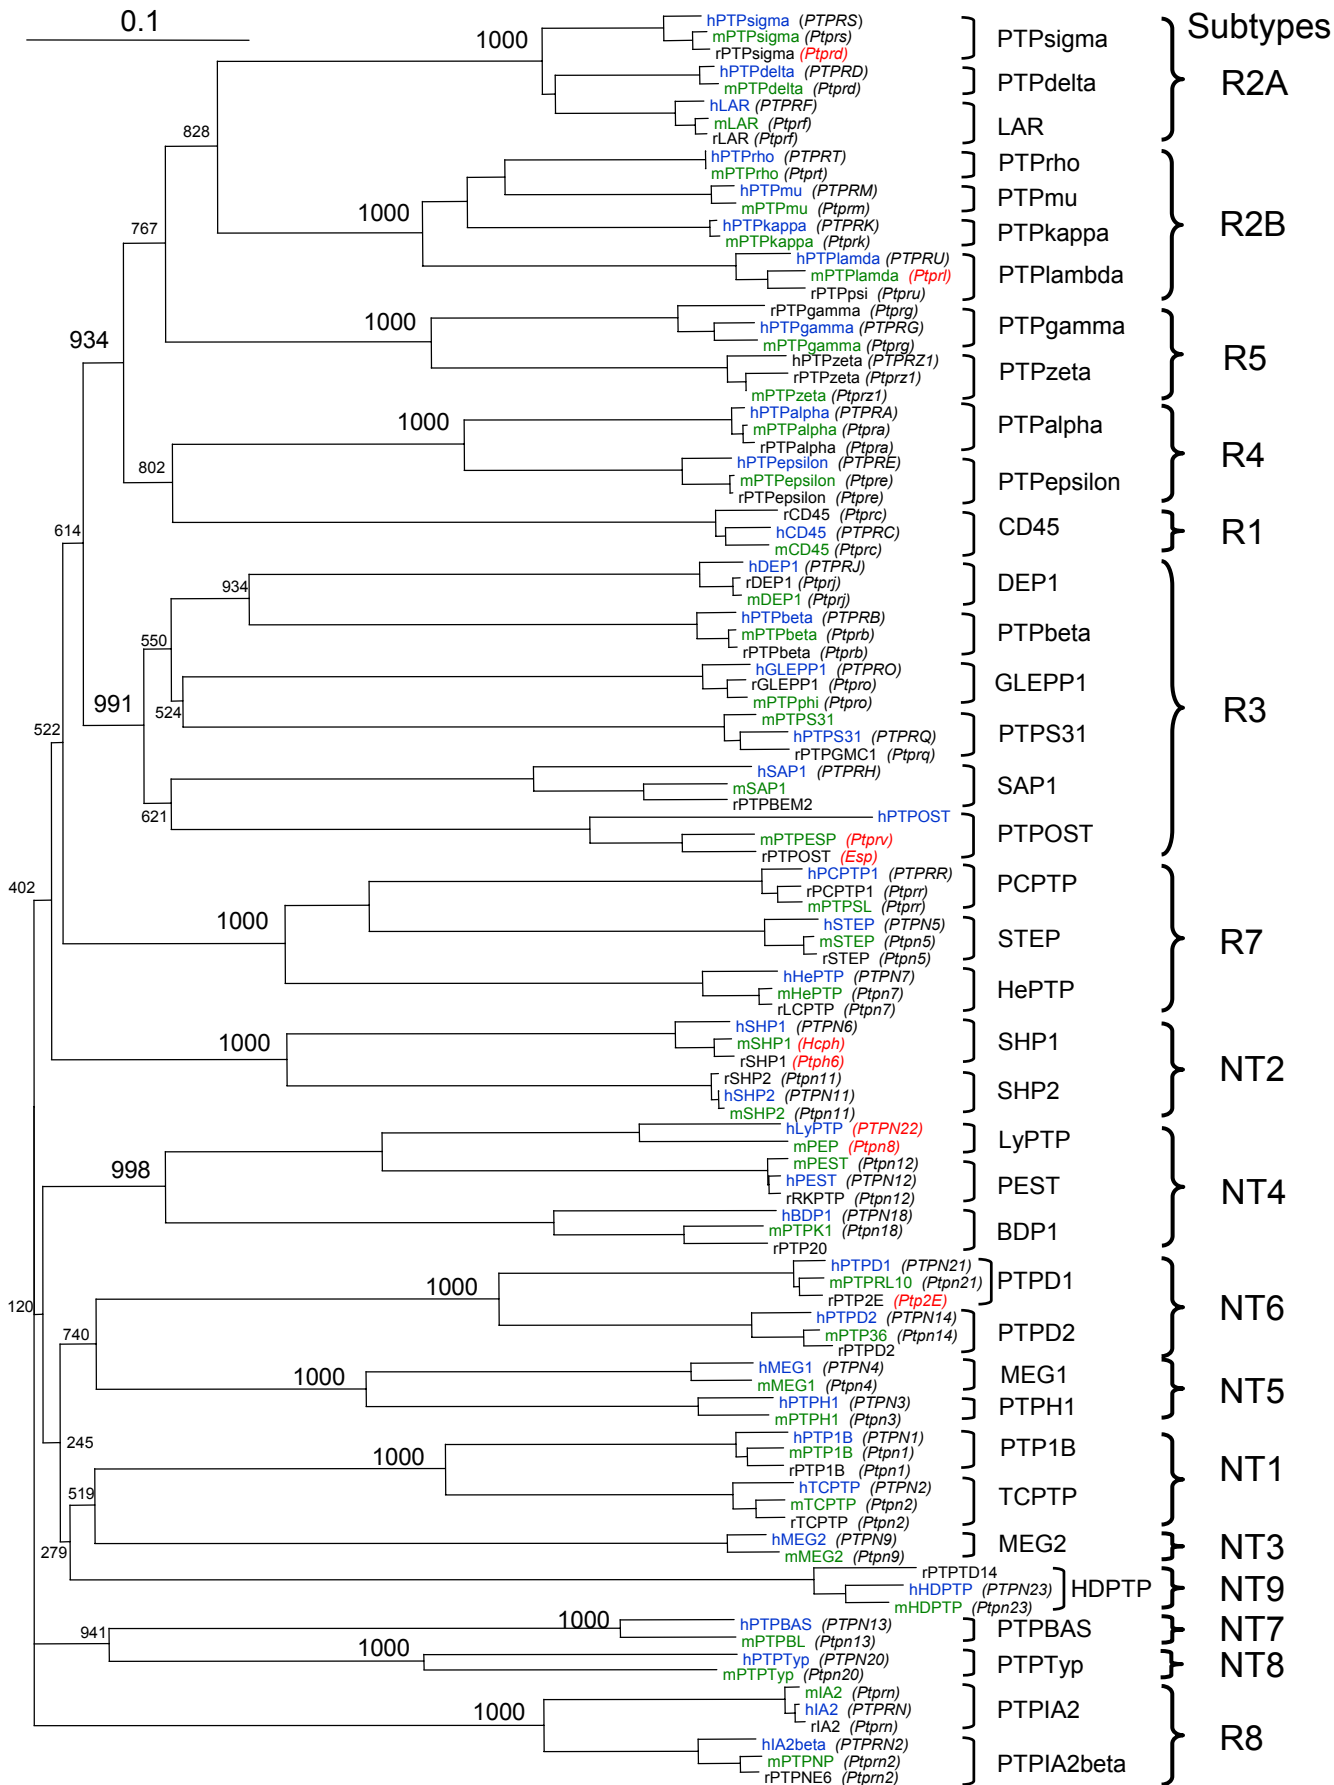 0.1
Subtypes
1000
hPTPsigma (PTPRS)
mPTPsigma (Ptprs)
rPTPsigma (Ptprd)
PTPsigma
hPTPdelta (PTPRD)
mPTPdelta (Ptprd)
PTPdelta
R2A
hLAR (PTPRF)
mLAR (Ptprf)
rLAR (Ptprf)
LAR
828
hPTPrho (PTPRT)
mPTPrho (Ptprt)
PTPrho
hPTPmu (PTPRM)
mPTPmu (Ptprm)
PTPmu
1000
767
R2B
hPTPkappa (PTPRK)
mPTPkappa (Ptprk)
PTPkappa
hPTPlamda (PTPRU)
mPTPlamda (Ptprl)
rPTPpsi (Ptpru)
PTPlambda
rPTPgamma (Ptprg)
hPTPgamma (PTPRG)
mPTPgamma (Ptprg)
PTPgamma
1000
934
R5
hPTPzeta (PTPRZ1)
rPTPzeta (Ptprz1)
mPTPzeta (Ptprz1)
PTPzeta
hPTPalpha (PTPRA)
mPTPalpha (Ptpra)
rPTPalpha (Ptpra)
PTPalpha
1000
R4
802
hPTPepsilon (PTPRE)
mPTPepsilon (Ptpre)
rPTPepsilon (Ptpre)
PTPepsilon
rCD45 (Ptprc)
hCD45 (PTPRC)
mCD45 (Ptprc)
CD45
R1
614
hDEP1 (PTPRJ)
rDEP1 (Ptprj)
mDEP1 (Ptprj)
DEP1
934
hPTPbeta (PTPRB)
mPTPbeta (Ptprb)
rPTPbeta (Ptprb)
PTPbeta
550
hGLEPP1 (PTPRO)
rGLEPP1 (Ptpro)
mPTPphi (Ptpro)
GLEPP1
991
524
R3
522
mPTPS31
hPTPS31 (PTPRQ)
rPTPGMC1 (Ptprq)
PTPS31
hSAP1 (PTPRH)
mSAP1
rPTPBEM2
SAP1
621
hPTPOST
mPTPESP (Ptprv)
rPTPOST (Esp)
PTPOST
402
hPCPTP1 (PTPRR)
rPCPTP1 (Ptprr)
mPTPSL (Ptprr)
PCPTP
1000
hSTEP (PTPN5)
mSTEP (Ptpn5)
rSTEP (Ptpn5)
STEP
R7
hHePTP (PTPN7)
mHePTP (Ptpn7)
rLCPTP (Ptpn7)
HePTP
hSHP1 (PTPN6)
mSHP1 (Hcph)
rSHP1 (Ptph6)
SHP1
1000
NT2
rSHP2 (Ptpn11)
hSHP2 (PTPN11)
mSHP2 (Ptpn11)
SHP2
hLyPTP (PTPN22)
mPEP (Ptpn8)
LyPTP
998
mPEST (Ptpn12)
hPEST (PTPN12)
rRKPTP (Ptpn12)
PEST
NT4
hBDP1 (PTPN18)
mPTPK1 (Ptpn18)
rPTP20
BDP1
hPTPD1 (PTPN21)
mPTPRL10 (Ptpn21)
rPTP2E (Ptp2E)
PTPD1
1000
120
NT6
hPTPD2 (PTPN14)
mPTP36 (Ptpn14)
rPTPD2
PTPD2
740
hMEG1 (PTPN4)
mMEG1 (Ptpn4)
MEG1
1000
NT5
hPTPH1 (PTPN3)
mPTPH1 (Ptpn3)
PTPH1
245
hPTP1B (PTPN1)
mPTP1B (Ptpn1)
rPTP1B (Ptpn1)
PTP1B
1000
NT1
519
hTCPTP (PTPN2)
mTCPTP (Ptpn2)
rTCPTP (Ptpn2)
TCPTP
hMEG2 (PTPN9)
mMEG2 (Ptpn9)
MEG2
NT3
279
rPTPTD14
hHDPTP (PTPN23)
mHDPTP (Ptpn23)
HDPTP
NT9
1000
hPTPBAS (PTPN13)
mPTPBL (Ptpn13)
PTPBAS
NT7
941
1000
hPTPTyp (PTPN20)
mPTPTyp (Ptpn20)
PTPTyp
NT8
mIA2 (Ptprn)
hIA2 (PTPRN)
rIA2 (Ptprn)
PTPIA2
1000
R8
hIA2beta (PTPRN2)
mPTPNP (Ptprn2)
rPTPNE6 (Ptprn2)
PTPIA2beta